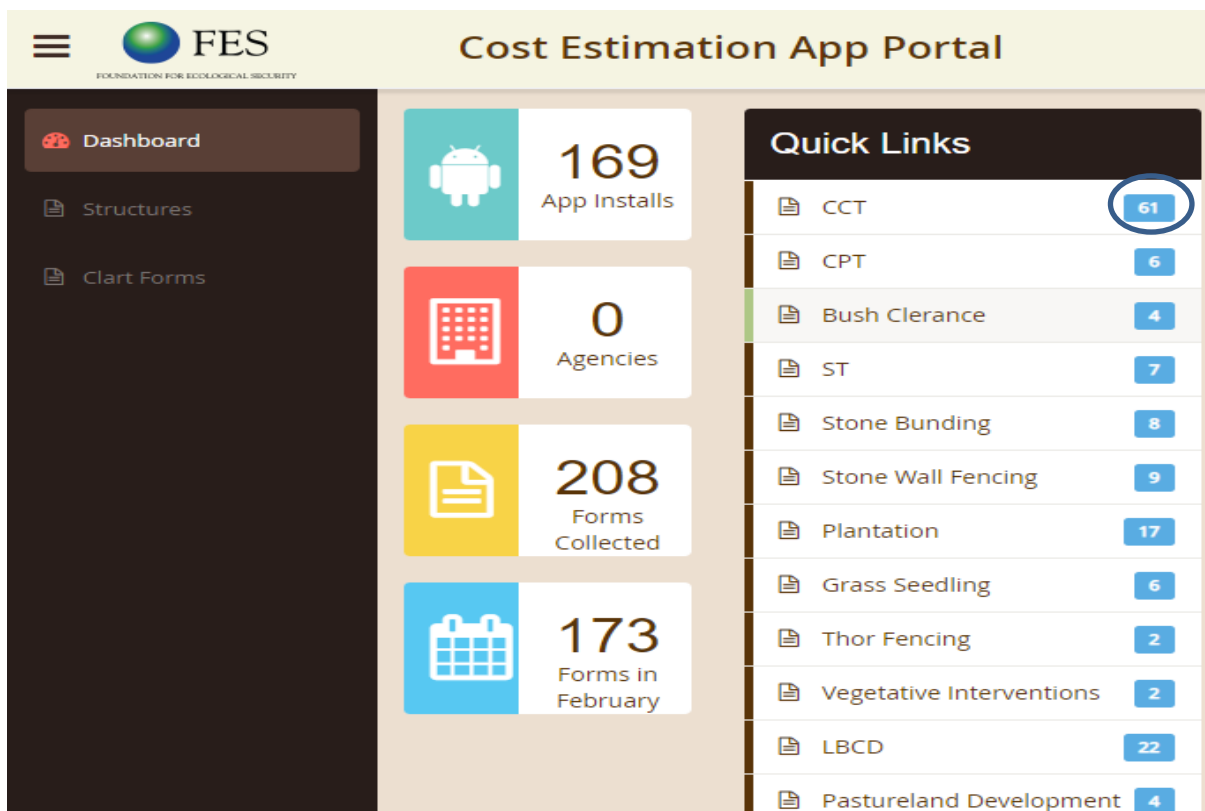 FES
FOUNDATION FOR ECOLOGICAL SECURITY
Cost Estimation App Portal
Dashboard
Structures
Clart Forms
169
App Installs
0
Agencies
208
Forms
Collected
173
Forms in
February
Quick Links
CCT 61
CPT 6
Bush Clerance 4
ST 7
Stone Bunding 8
Stone Wall Fencing 9
Plantation 17
Grass Seedling 6
Thor Fencing 2
Vegetative Interventions 2
LBCD 22
Pastureland Development 4